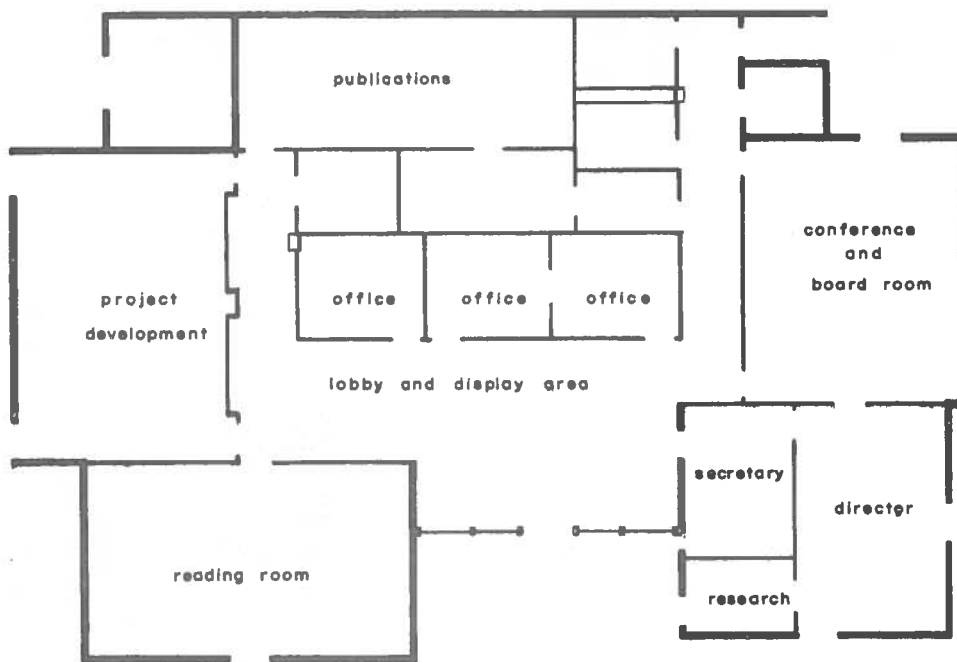 publications
conference
and
board room
project
development
office
office
office
lobby and display area
secretary
director
reading room
research